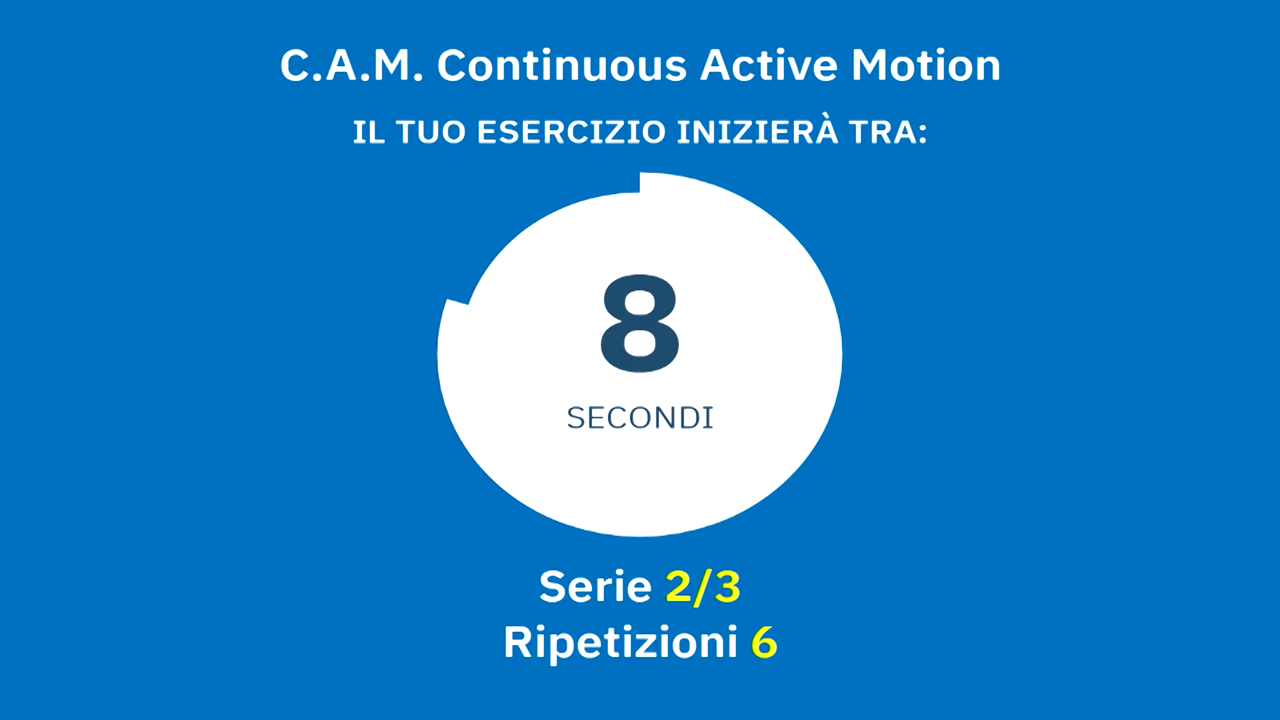 C.A.M. Continuous Active Motion
IL TUO ESERCIZIO INIZIERÀ TRA:
8
SECONDI
Serie 2/3
Ripetizioni 6